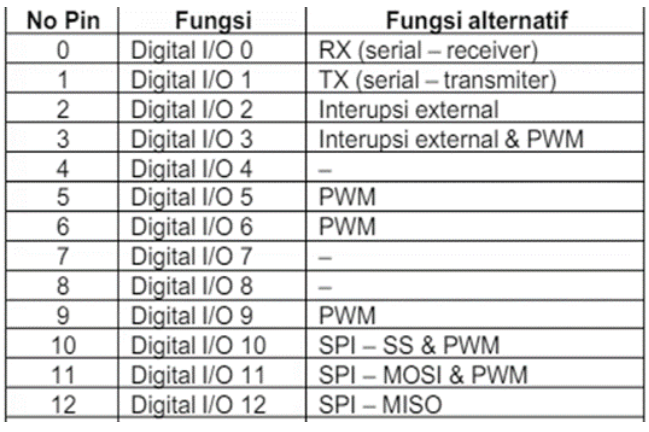 No Pin Fungsi Fungsi alternatif
0 Digital I/O 0 RX (serial – receiver)
1 Digital I/O 1 TX (serial – transmiter)
2 Digital I/O 2 Interupsi external
3 Digital I/O 3 Interupsi external & PWM
4 Digital I/O 4 –
5 Digital I/O 5 PWM
6 Digital I/O 6 PWM
7 Digital I/O 7 –
8 Digital I/O 8 –
9 Digital I/O 9 PWM
10 Digital I/O 10 SPI – SS & PWM
11 Digital I/O 11 SPI – MOSI & PWM
12 Digital I/O 12 SPI – MISO